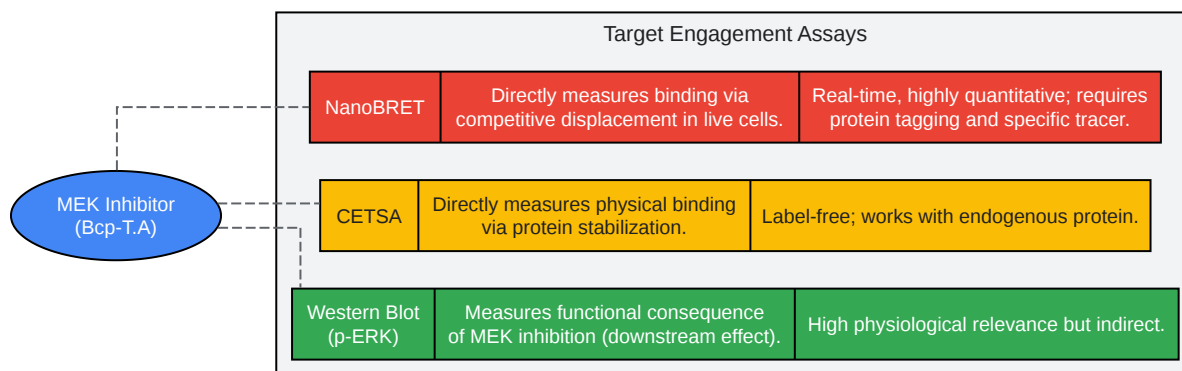 Target Engagement Assays
NanoBRET
Directly measures binding via
competitive displacement in live cells.
Real-time, highly quantitative; requires
protein tagging and specific tracer.
MEK Inhibitor
(Bcp-T.A)
CETSA
Directly measures physical binding
via protein stabilization.
Label-free; works with endogenous protein.
Western Blot
(p-ERK)
Measures functional consequence
of MEK inhibition (downstream effect).
High physiological relevance but indirect.